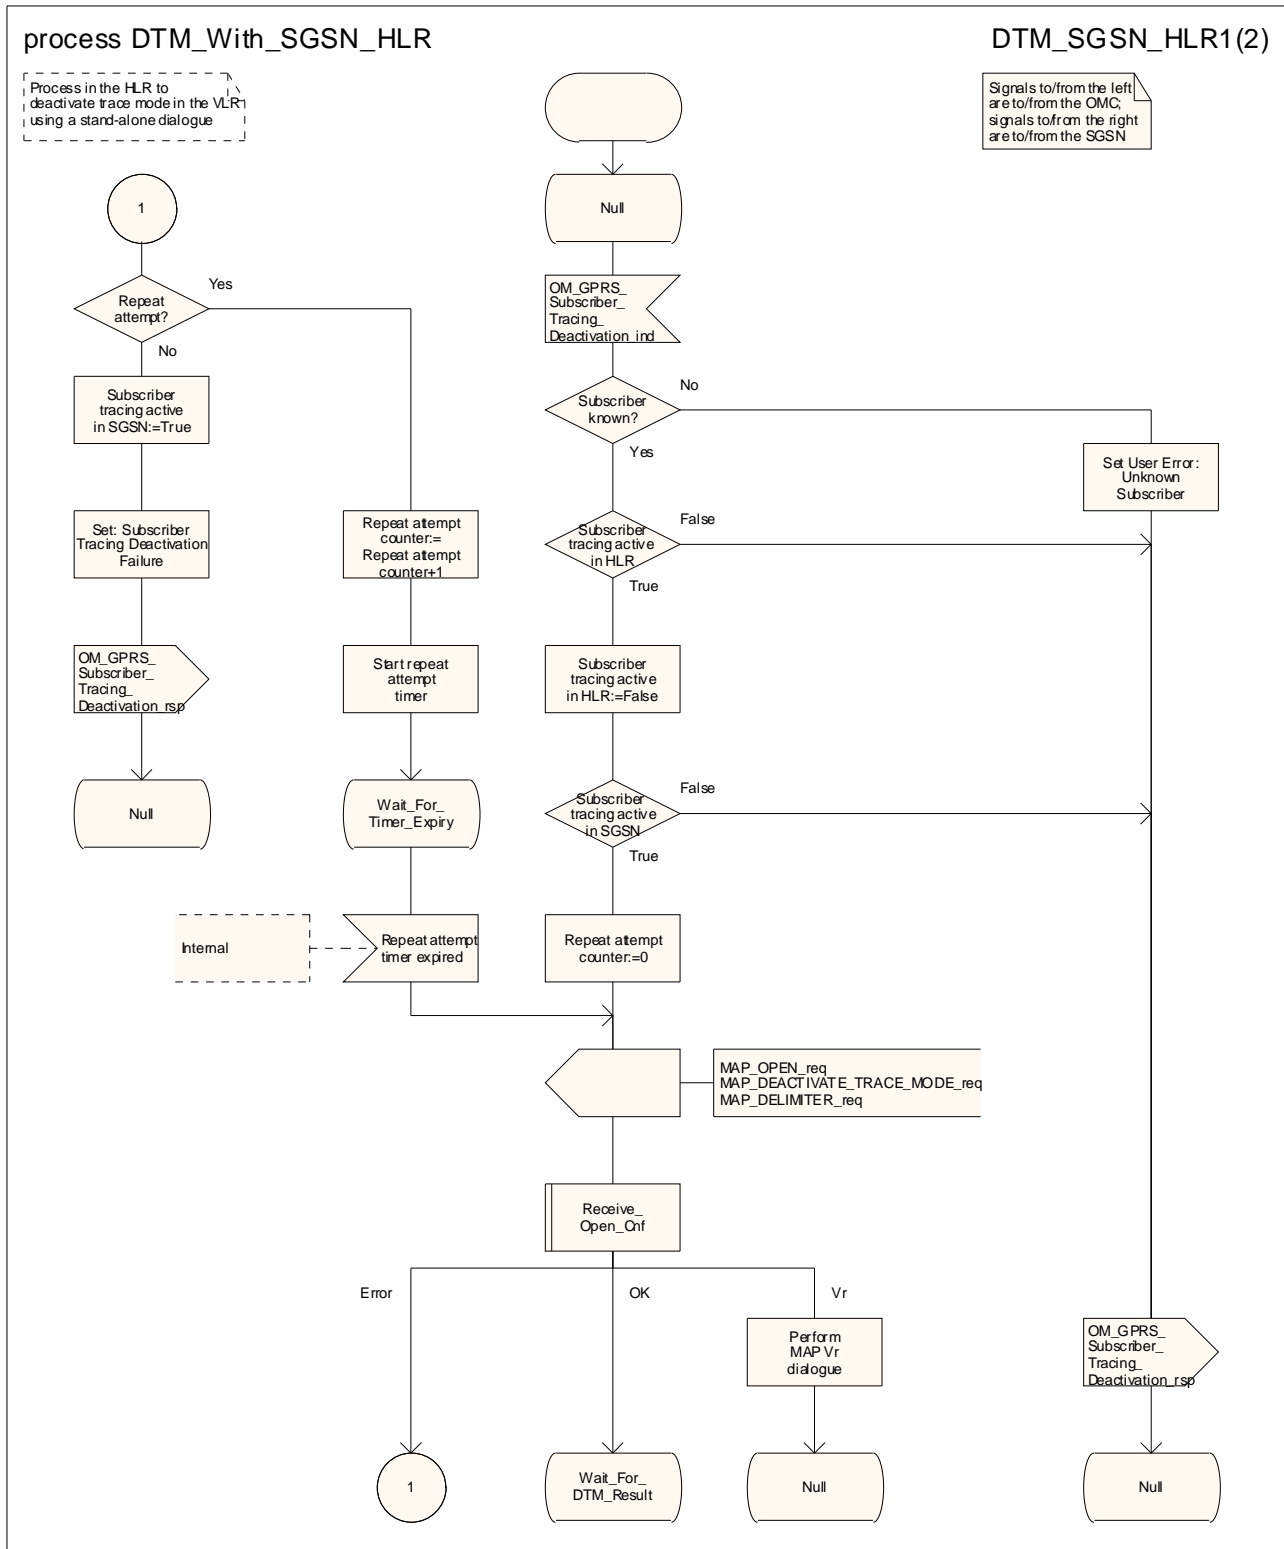 process DTM_With_SGSN_HLR
DTM_SGSN_HLR1(2)
Process in the HLR to
deactivate trace mode in the VLR
using a stand-alone dialogue
Signals to/from the left
are to/from the OMC;
signals to/from the right
are to/from the SGSN
1
Repeat
attempt?
Yes
No
Subscriber
tracing active
in SGSN:=True
Set: Subscriber
Tracing Deactivation
Failure
OM_GPRS_
Subscriber_
Tracing_
Deactivation_rsp
Null
Repeat attempt
counter:=
Repeat attempt
counter+1
Start repeat
attempt
timer
Wait_For_
Timer_Expiry
Internal
Repeat attempt
timer expired
Null
OM_GPRS_
Subscriber_
Tracing_
Deactivation_ind
Subscriber
known?
No
Yes
Set User Error:
Unknown
Subscriber
Subscriber
tracing active
in HLR
False
True
Subscriber
tracing active
in HLR:=False
Subscriber
tracing active
in SGSN
False
True
Repeat attempt
counter:=0
MAP_OPEN_req
MAP_DEACTIVATE_TRACE_MODE_req
MAP_DELIMITER_req
Receive_
Open_Cnf
Error
OK
Vr
Perform
MAP Vr
dialogue
OM_GPRS_
Subscriber_
Tracing_
Deactivation_rsp
1
Wait_For_
DTM_Result
Null
Null